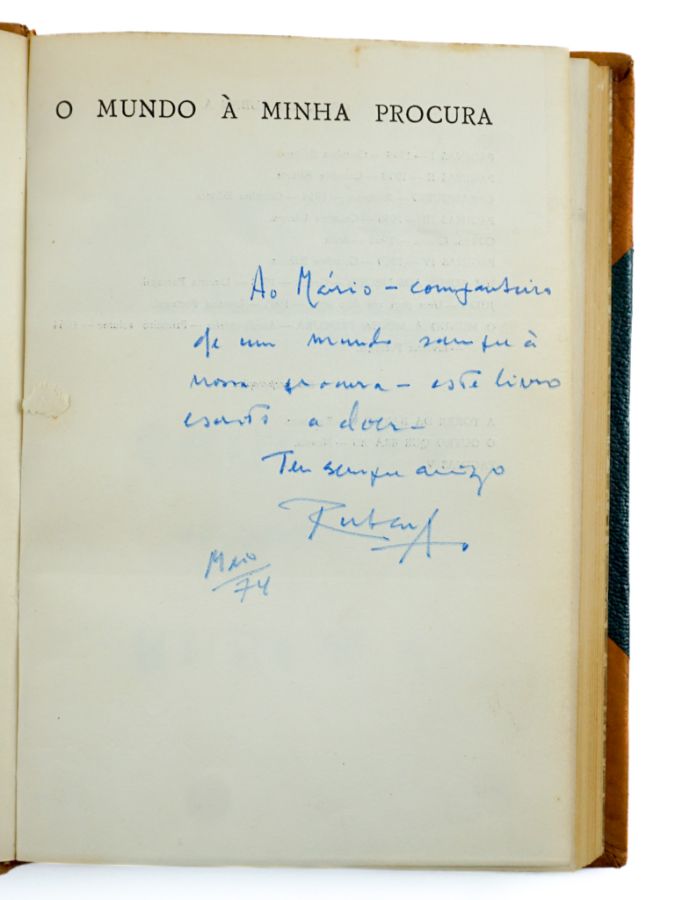 O MUNDO À MINHA PROCURA
Ao Mário – companheiro
de um mundo sempre à
nossa procura – este livro
escrito a doer –
Teu sempre amigo
Ruben A.
Maio
74